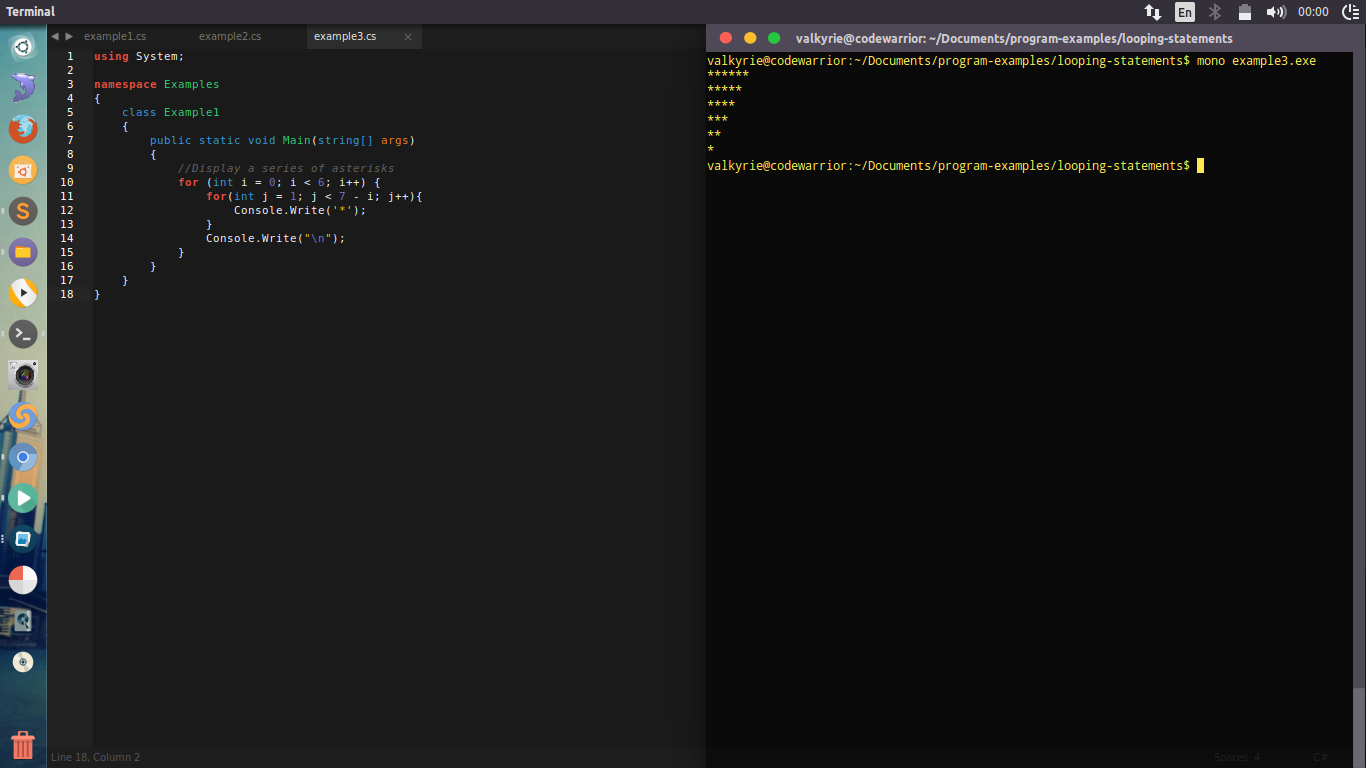 Terminal
En
00:00
example1.cs
example2.cs
example3.cs
1 using System;
2
3 namespace Examples
4 {
5     class Example1
6     {
7         public static void Main(string[] args)
8         {
9             //Display a series of asterisks
10             for (int i = 0; i < 6; i++) {
11                 for(int j = 1; j < 7 - i; j++){
12                     Console.Write('*');
13                 }
14                 Console.Write("\n");
15             }
16         }
17     }
18 }
Line 18, Column 2
Spaces: 4
C#
valkyrie@codewarrior: ~/Documents/program-examples/looping-statements
valkyrie@codewarrior:~/Documents/program-examples/looping-statements$ mono example3.exe
******
*****
****
***
**
*
valkyrie@codewarrior:~/Documents/program-examples/looping-statements$